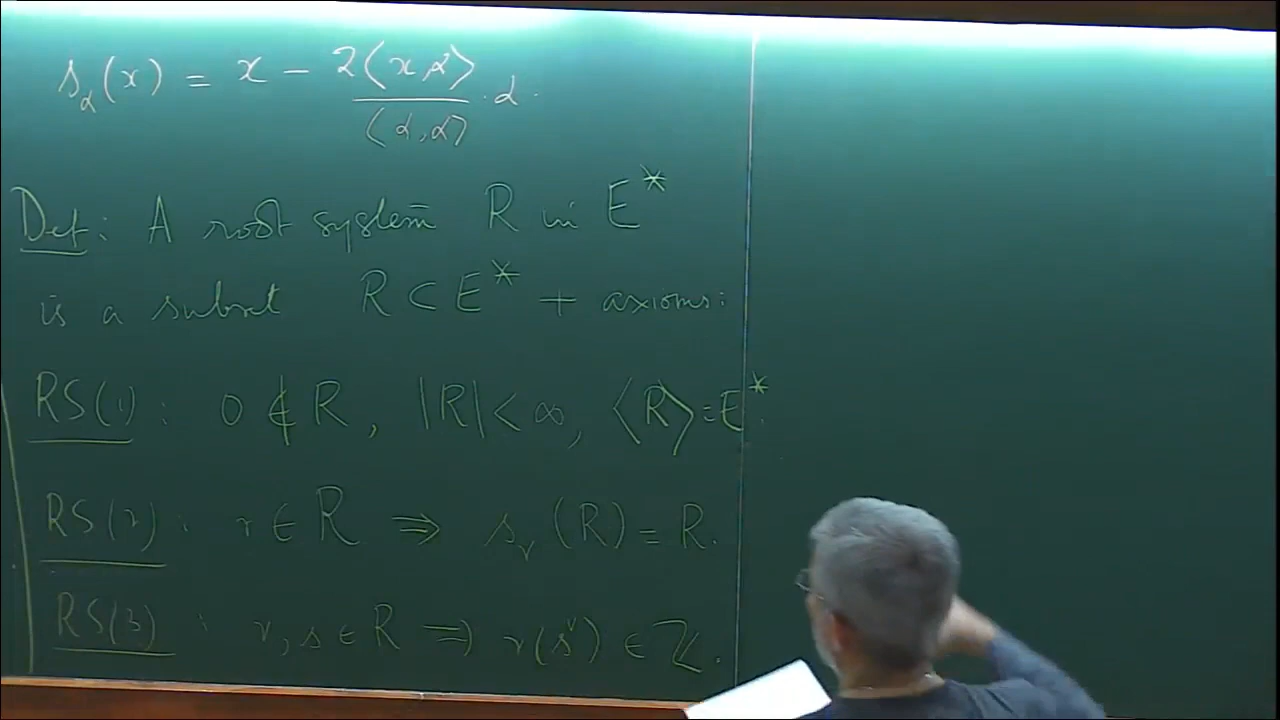 s_α(x) = x − 2⟨x,α⟩/⟨α,α⟩ · α.
Def: A root system R in E*
is a subset R ⊂ E* + axioms:
RS(1): 0 ∉ R, |R| < ∞, ⟨R⟩ = E*.
RS(2): r ∈ R ⇒ s_r(R) = R.
RS(3): r, s ∈ R ⇒ r(s^∨) ∈ ℤ.